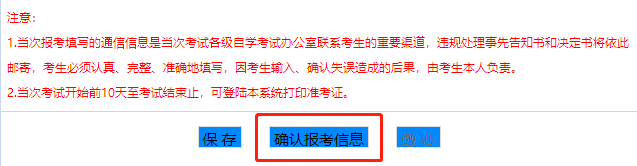 注意：
1.当次报考填写的通信信息是当次考试各级自学考试办公室联系考生的重要渠道，违规处理事先告知书和决定书将依此
邮寄，考生必须认真、完整、准确地填写，因考生输入、确认失误造成的后果，由考生本人负责。
2.当次考试开始前10天至考试结束止，可登陆本系统打印准考证。
保 存 确认报考信息